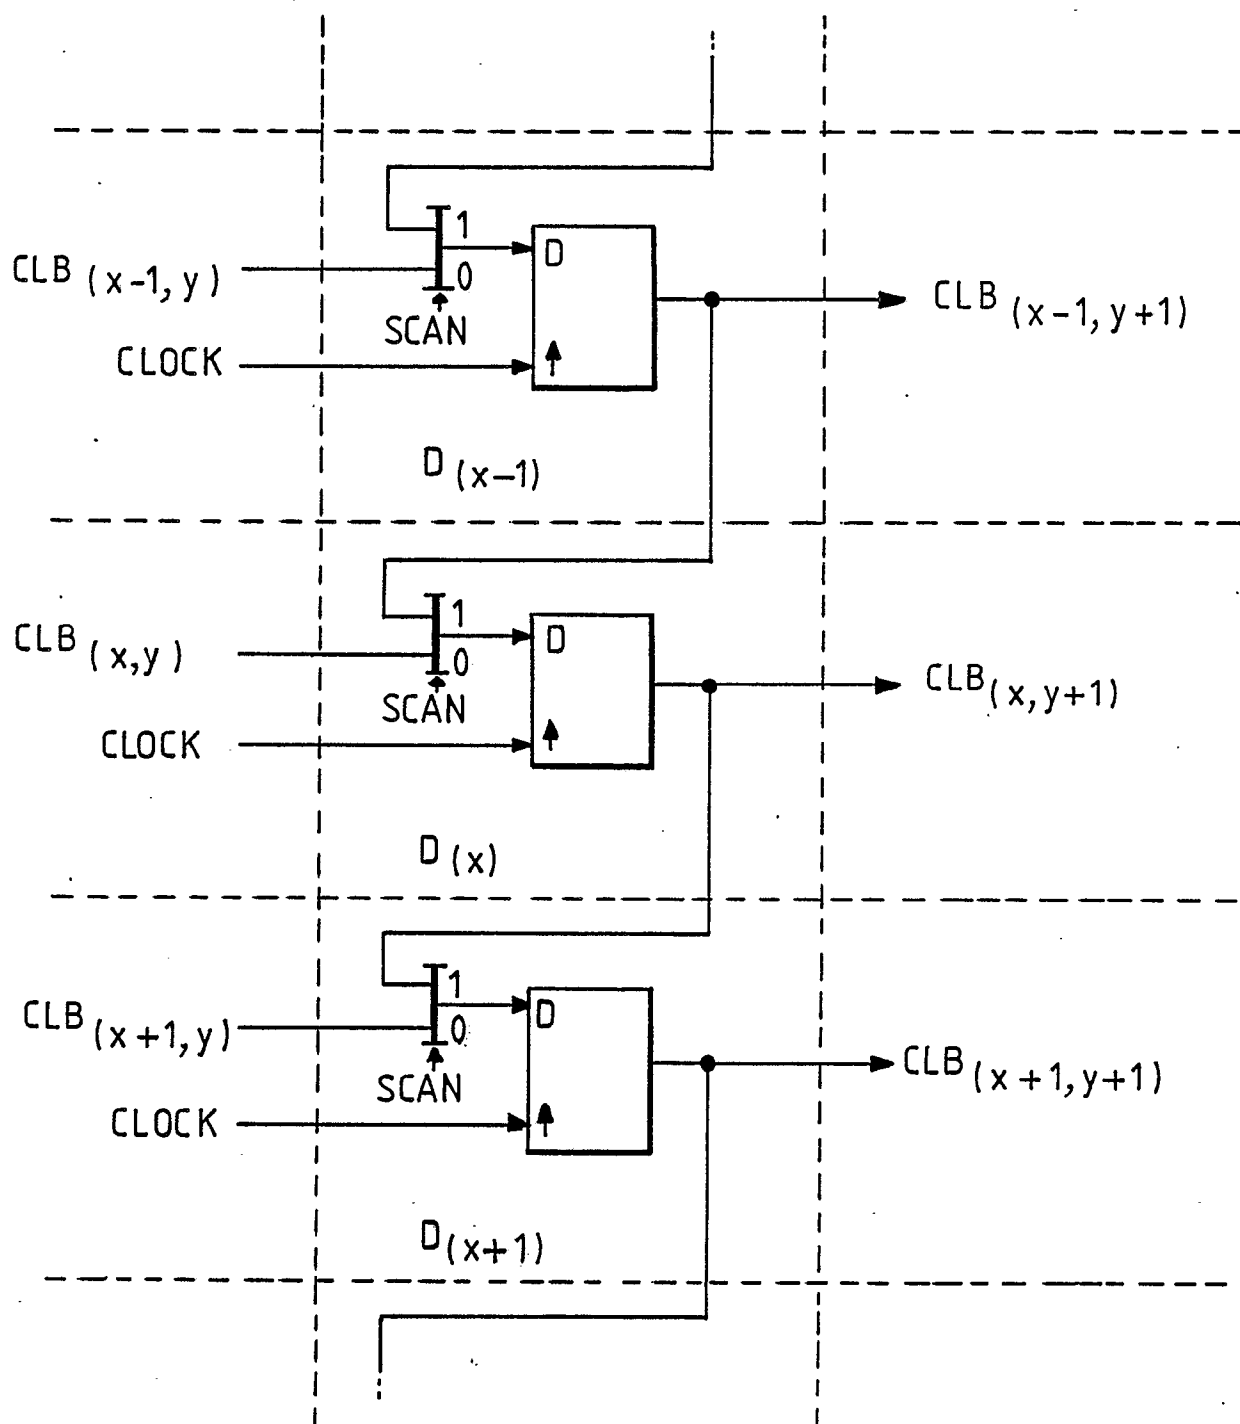 1
D
CLB (x-1, y)
0
CLB (x-1, y+1)
SCAN
CLOCK
D (x-1)
1
D
CLB (x,y)
0
CLB (x, y+1)
SCAN
CLOCK
D (x)
1
D
CLB (x+1, y)
0
CLB (x+1, y+1)
SCAN
CLOCK
D (x+1)